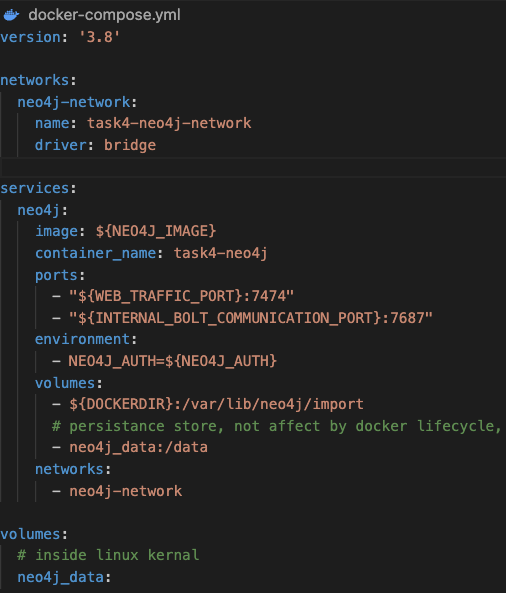 docker-compose.yml
version: '3.8'
networks:
  neo4j-network:
    name: task4-neo4j-network
    driver: bridge
services:
  neo4j:
    image: ${NEO4J_IMAGE}
    container_name: task4-neo4j
    ports:
      - "${WEB_TRAFFIC_PORT}:7474"
      - "${INTERNAL_BOLT_COMMUNICATION_PORT}:7687"
    environment:
      - NEO4J_AUTH=${NEO4J_AUTH}
    volumes:
      - ${DOCKERDIR}:/var/lib/neo4j/import
      # persistance store, not affect by docker lifecycle,
      - neo4j_data:/data
    networks:
      - neo4j-network
volumes:
  # inside linux kernal
  neo4j_data: